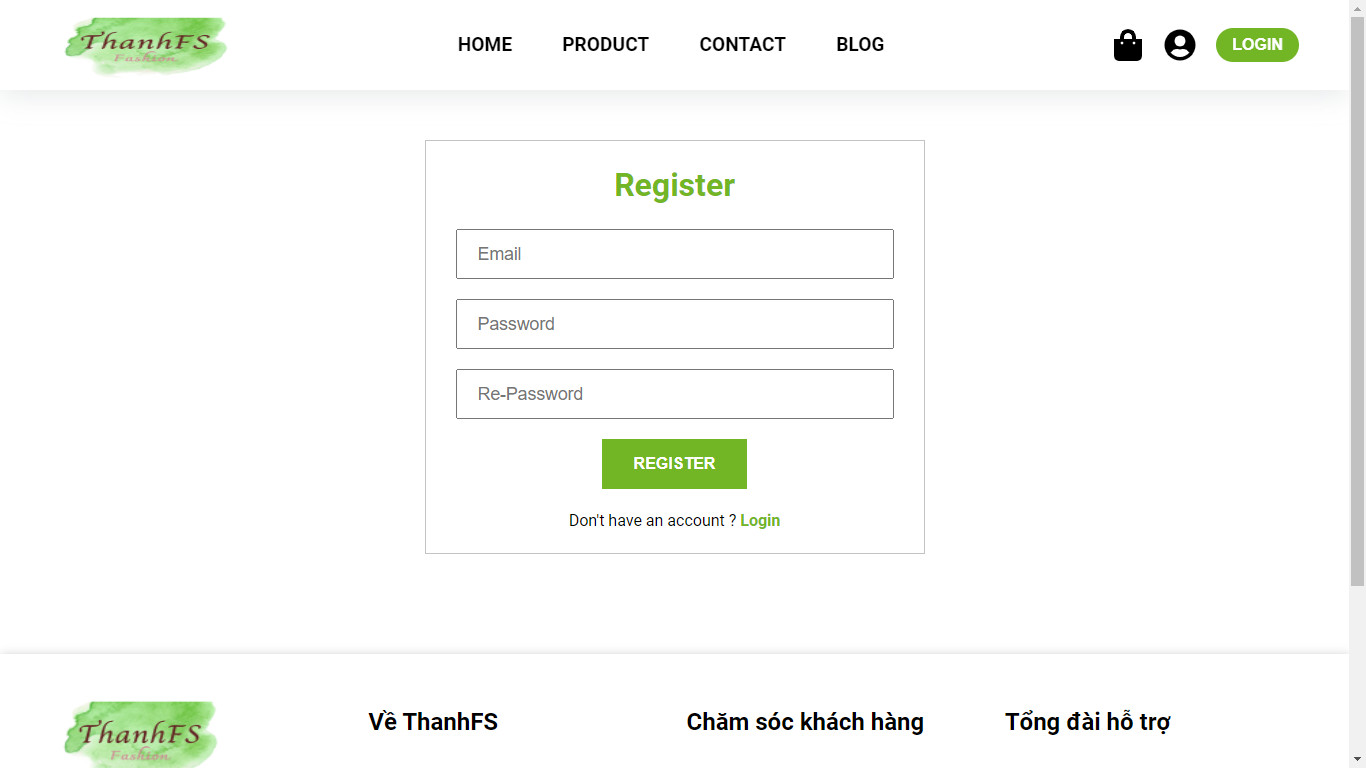 ThanhFS
Fashion
HOME PRODUCT CONTACT BLOG
LOGIN
Register
Email
Password
Re-Password
REGISTER
Don't have an account ? Login
ThanhFS
Fashion
Về ThanhFS
Chăm sóc khách hàng
Tổng đài hỗ trợ